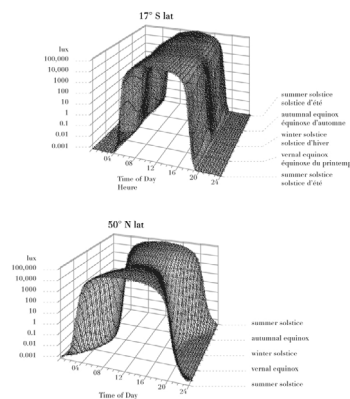 17° S lat
lux
100,000
10,000
1000
100
10
1
0.1
0.01
0.001
04
08
12
16
20
24
Time of Day
Heure
summer solstice
solstice d'été
autumnal equinox
équinoxe d'automne
winter solstice
solstice d'hiver
vernal equinox
équinoxe du printemp
summer solstice
solstice d'été
50° N lat
lux
100,000
10,000
1000
100
10
1
0.1
0.01
0.001
04
08
12
16
20
24
Time of Day
summer solstice
autumnal equinox
winter solstice
vernal equinox
summer solstice